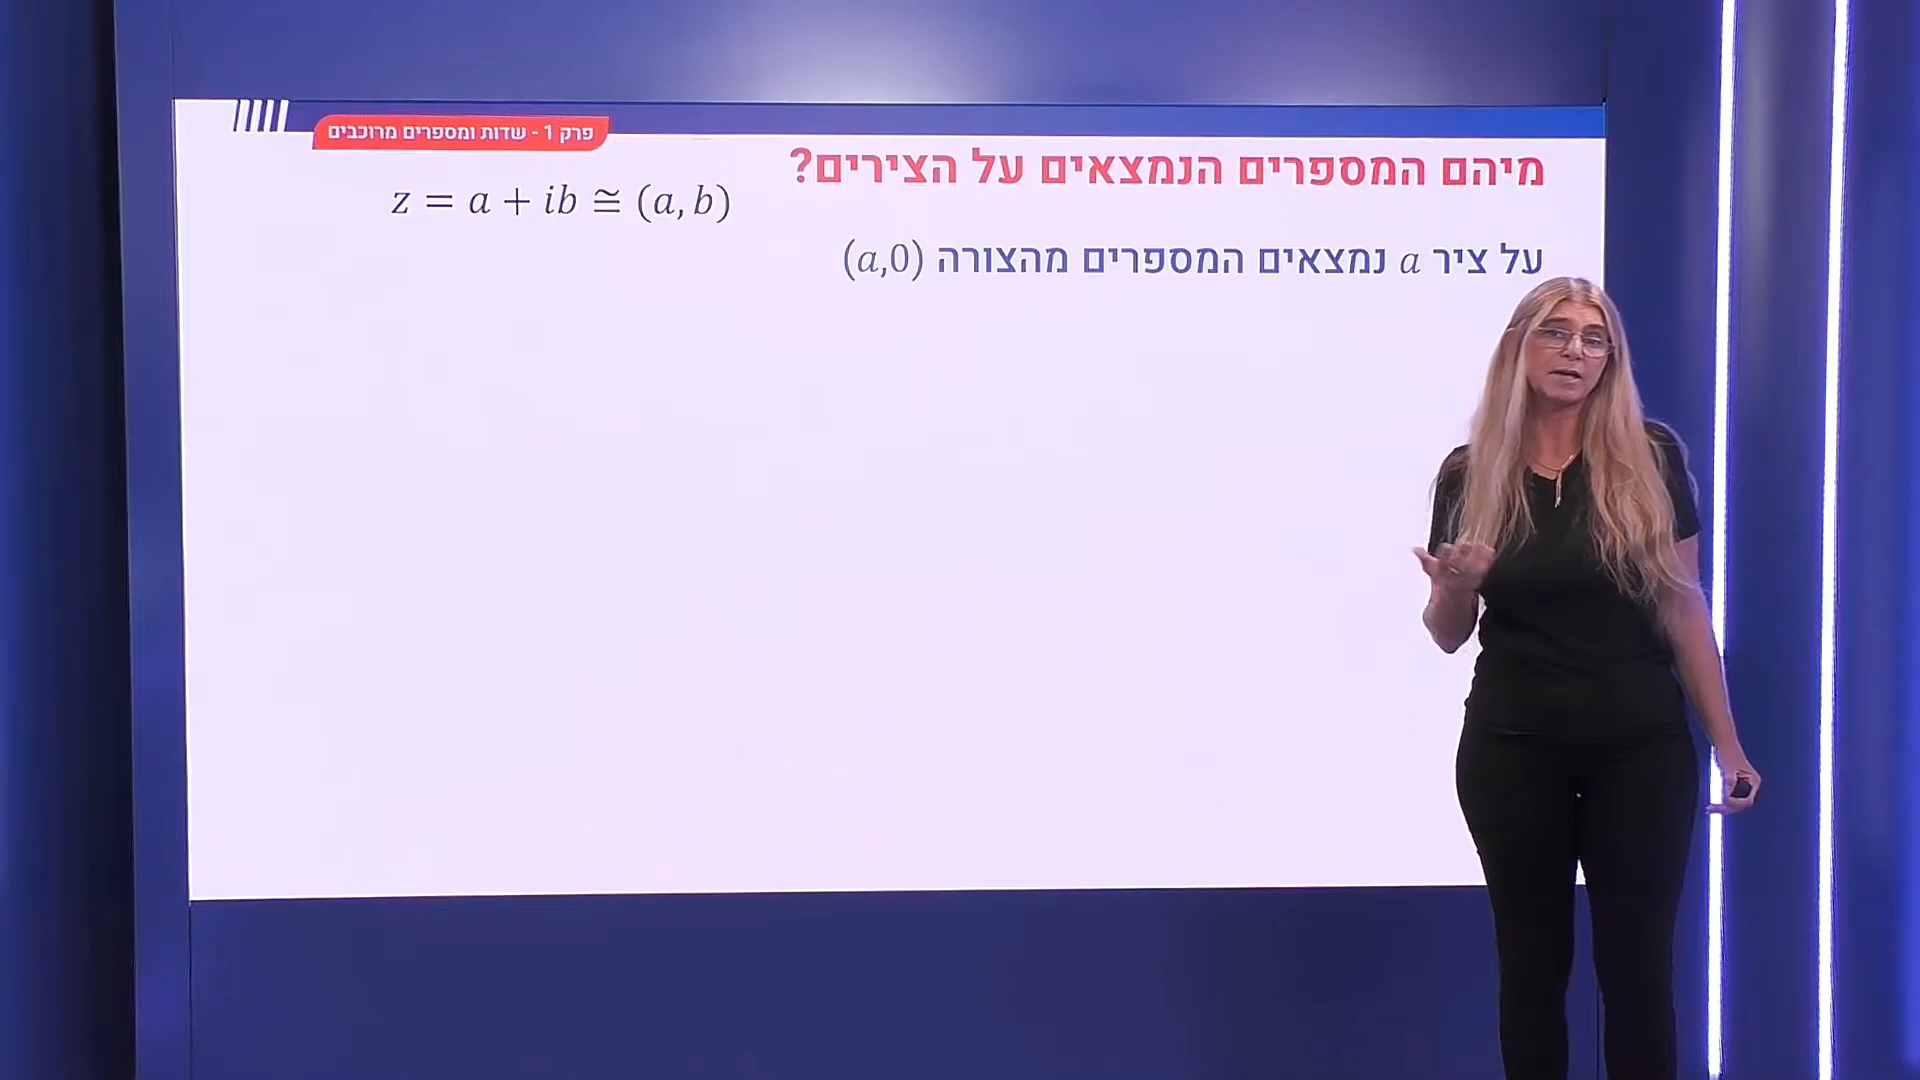 פרק 1 - שדות ומספרים מרוכבים
מיהם המספרים הנמצאים על הצירים?
z = a + ib ≅ (a, b)
על ציר a נמצאים המספרים מהצורה (a,0)